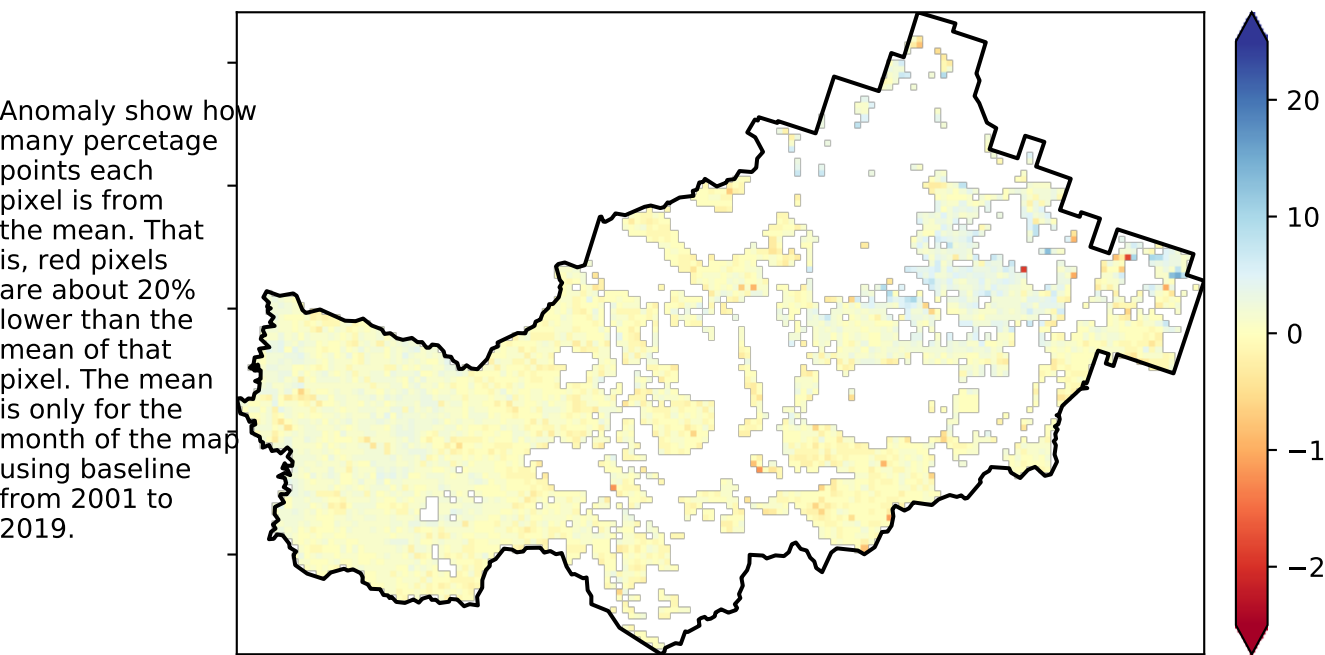 Anomaly show how
many percetage
points each
pixel is from
the mean. That
is, red pixels
are about 20%
lower than the
mean of that
pixel. The mean
is only for the
month of the map
using baseline
from 2001 to
2019.
20
10
0
−1
−2